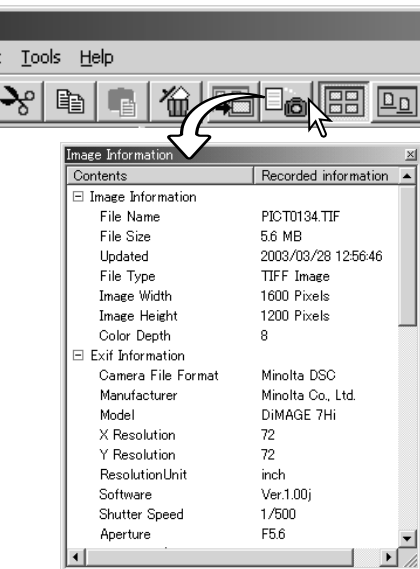 Tools Help
Image Information
Contents Recorded information
Image Information
File Name PICT0134.TIF
File Size 5.6 MB
Updated 2003/03/28 12:56:46
File Type TIFF Image
Image Width 1600 Pixels
Image Height 1200 Pixels
Color Depth 8
Exif Information
Camera File Format Minolta DSC
Manufacturer Minolta Co., Ltd.
Model DiMAGE 7Hi
X Resolution 72
Y Resolution 72
ResolutionUnit inch
Software Ver.1.00j
Shutter Speed 1/500
Aperture F5.6